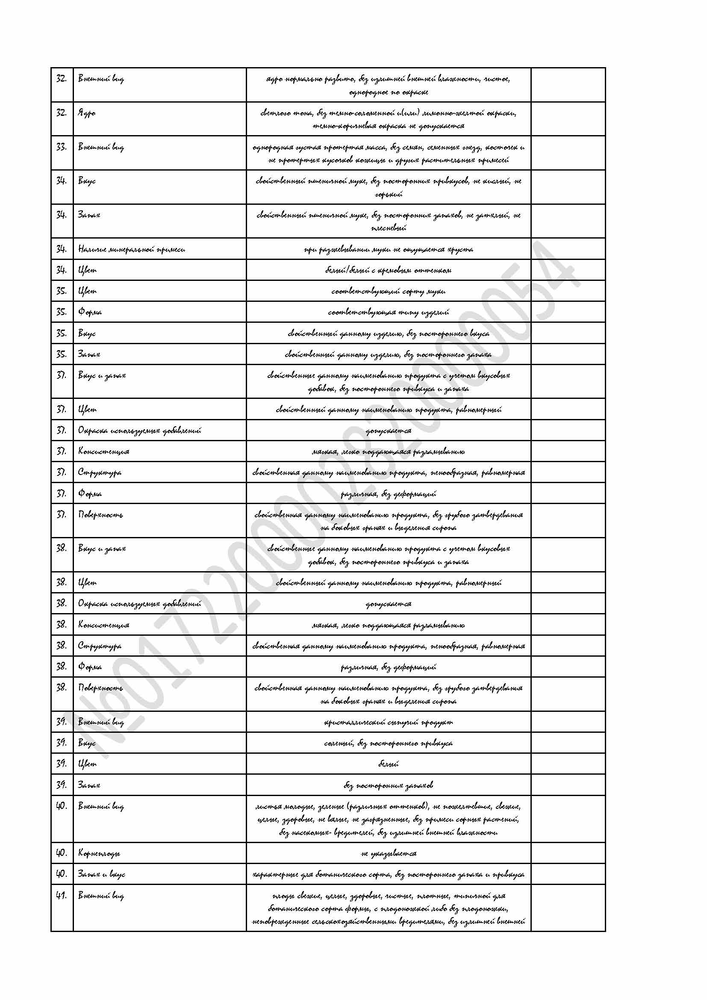 32. Внешний вид ядро нормально развито, без излишней внешней влажности, чистое,
однородное по окраске
32. Ядро светлого тона, без темно-соломенной и(или) лимонно-желтой окраски,
темно-коричневая окраска не допускается
33. Внешний вид однородная густая протертая масса, без семян, семенных гнезд, косточек и
не протертых кусочков кожицы и других растительных примесей
34. Вкус свойственный пшеничной муке, без посторонних привкусов, не кислый, не
горький
34. Запах свойственный пшеничной муке, без посторонних запахов, не затхлый, не
плесневый
34. Наличие минеральной примеси при разжевывании муки не ощущается хруста
34. Цвет белый/белый с кремовым оттенком
35. Цвет соответствующий сорту муки
35. Форма соответствующая типу изделий
35. Вкус свойственный данному изделию, без постороннего вкуса
35. Запах свойственный данному изделию, без постороннего запаха
37. Вкус и запах свойственные данному наименованию продукта с учетом вкусовых
добавок, без постороннего привкуса и запаха
37. Цвет свойственный данному наименованию продукта, равномерный
37. Окраска используемых добавлений допускается
37. Консистенция мягкая, легко поддающаяся разламыванию
37. Структура свойственная данному наименованию продукта, пенообразная, равномерная
37. Форма различная, без деформаций
37. Поверхность свойственная данному наименованию продукта, без грубого затвердевания
на боковых гранях и выделения сиропа
38. Вкус и запах свойственные данному наименованию продукта с учетом вкусовых
добавок, без постороннего привкуса и запаха
38. Цвет свойственный данному наименованию продукта, равномерный
38. Окраска используемых добавлений допускается
38. Консистенция мягкая, легко поддающаяся разламыванию
38. Структура свойственная данному наименованию продукта, пенообразная, равномерная
38. Форма различная, без деформаций
38. Поверхность свойственная данному наименованию продукта, без грубого затвердевания
на боковых гранях и выделения сиропа
39. Внешний вид кристаллический сыпучий продукт
39. Вкус соленый, без постороннего привкуса
39. Цвет белый
39. Запах без посторонних запахов
40. Внешний вид листья молодые, зеленые (различных оттенков), не пожелтевшие, свежие,
целые, здоровые, не вялые, не загрязненные, без примеси сорных растений,
без насекомых- вредителей, без излишней внешней влажности
40. Корнеплоды не указывается
40. Запах и вкус характерные для ботанического сорта, без постороннего запаха и привкуса
41. Внешний вид плоды свежие, целые, здоровые, чистые, плотные, типичной для
ботанического сорта формы, с плодоножкой либо без плодоножки,
неповрежденные сельскохозяйственными вредителями, без излишней внешней
№0172200002820000054